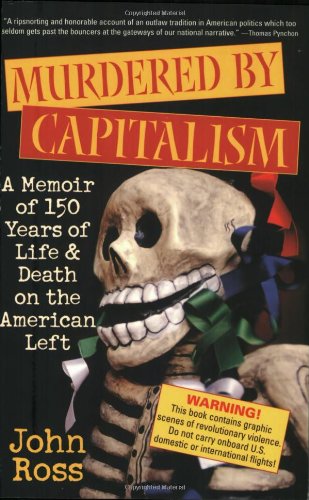 "A ripsnorting and honorable account of an outlaw tradition in American politics which too
seldom gets past the bouncers at the gateways of our national narrative." —Thomas Pynchon
MURDERED BY
CAPITALISM
A Memoir
of 150
Years of
Life &
Death
on the
American
Left
WARNING!
This book contains graphic
scenes of revolutionary violence.
Do not carry onboard U.S.
domestic or international flights!
John
Ross